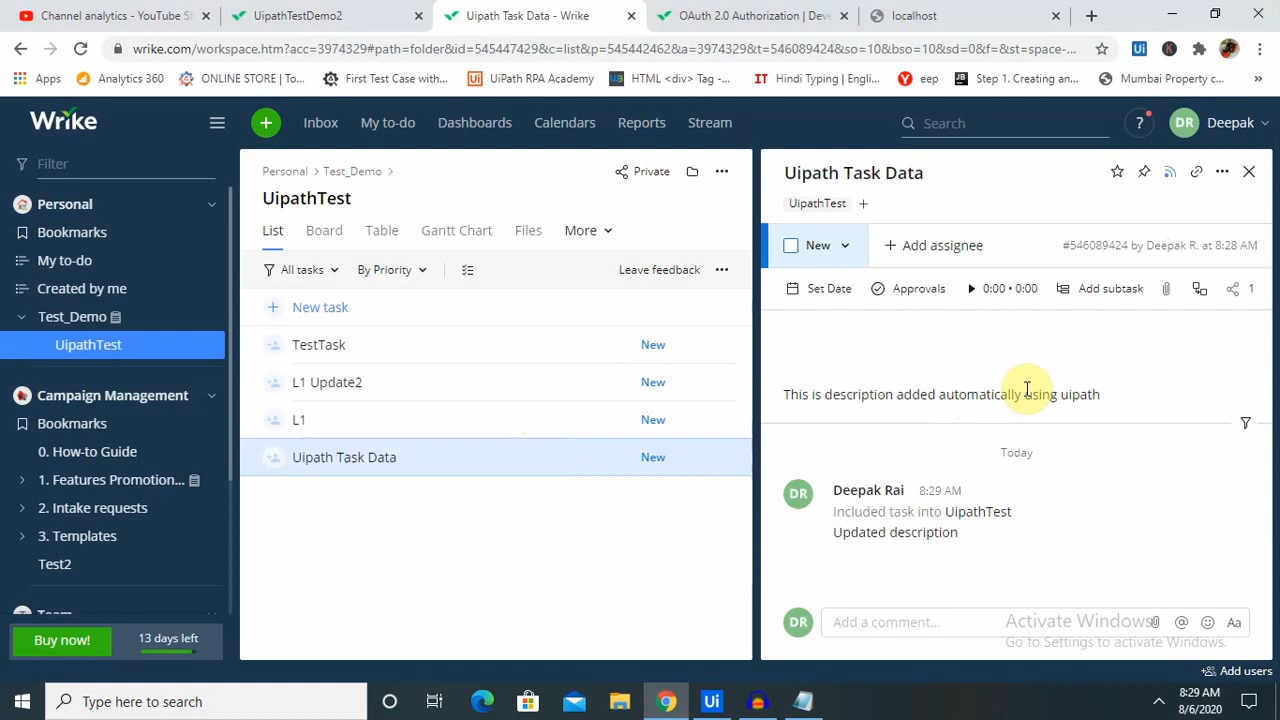 Channel analytics - YouTube S
UipathTestDemo2
Uipath Task Data - Wrike
OAuth 2.0 Authorization | Deve
localhost
wrike.com/workspace.htm?acc=3974329#path=folder&id=545447429&c=list&p=545442462&a=3974329&t=546089424&so=10&bso=10&sd=0&f=&st=space-...
Apps
Analytics 360
ONLINE STORE | To...
First Test Case with...
UiPath RPA Academy
HTML <div> Tag -...
IT Hindi Typing | Engli...
eep
Step 1. Creating an...
Mumbai Property c...
Wrike
Inbox
My to-do
Dashboards
Calendars
Reports
Stream
Search
?
DR Deepak
Filter
Personal
Bookmarks
My to-do
Created by me
Test_Demo
UipathTest
Campaign Management
Bookmarks
0. How-to Guide
1. Features Promotion...
2. Intake requests
3. Templates
Test2
Team
Buy now!
13 days left
Personal > Test_Demo >
Private
UipathTest
List
Board
Table
Gantt Chart
Files
More
All tasks
By Priority
Leave feedback
New task
TestTask New
L1 Update2 New
L1 New
Uipath Task Data New
Uipath Task Data
UipathTest +
New
+ Add assignee
#546089424 by Deepak R. at 8:28 AM
Set Date
Approvals
0:00 • 0:00
Add subtask
1
This is description added automatically using uipath
Today
DR
Deepak Rai 8:29 AM
Included task into UipathTest
Updated description
DR
Add a comment...
Aa
Activate Windows
Go to Settings to activate Windows.
Add users
Type here to search
Ui
8:29 AM
8/6/2020